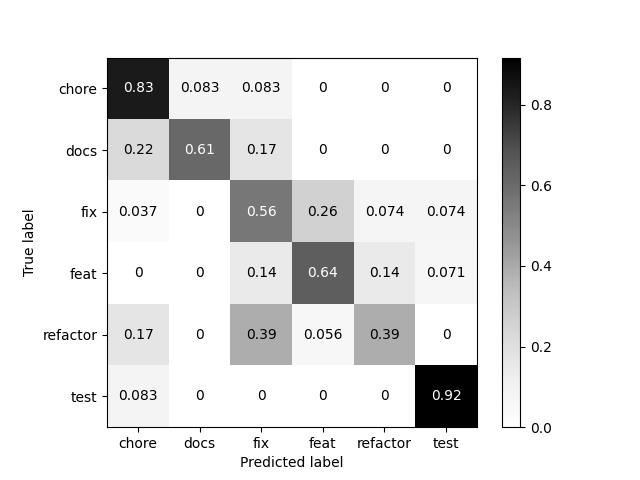 chore 0.83 0.083 0.083 0 0 0
docs 0.22 0.61 0.17 0 0 0
fix 0.037 0 0.56 0.26 0.074 0.074
feat 0 0 0.14 0.64 0.14 0.071
refactor 0.17 0 0.39 0.056 0.39 0
test 0.083 0 0 0 0 0.92
chore docs fix feat refactor test
Predicted label
True label
0.8
0.6
0.4
0.2
0.0